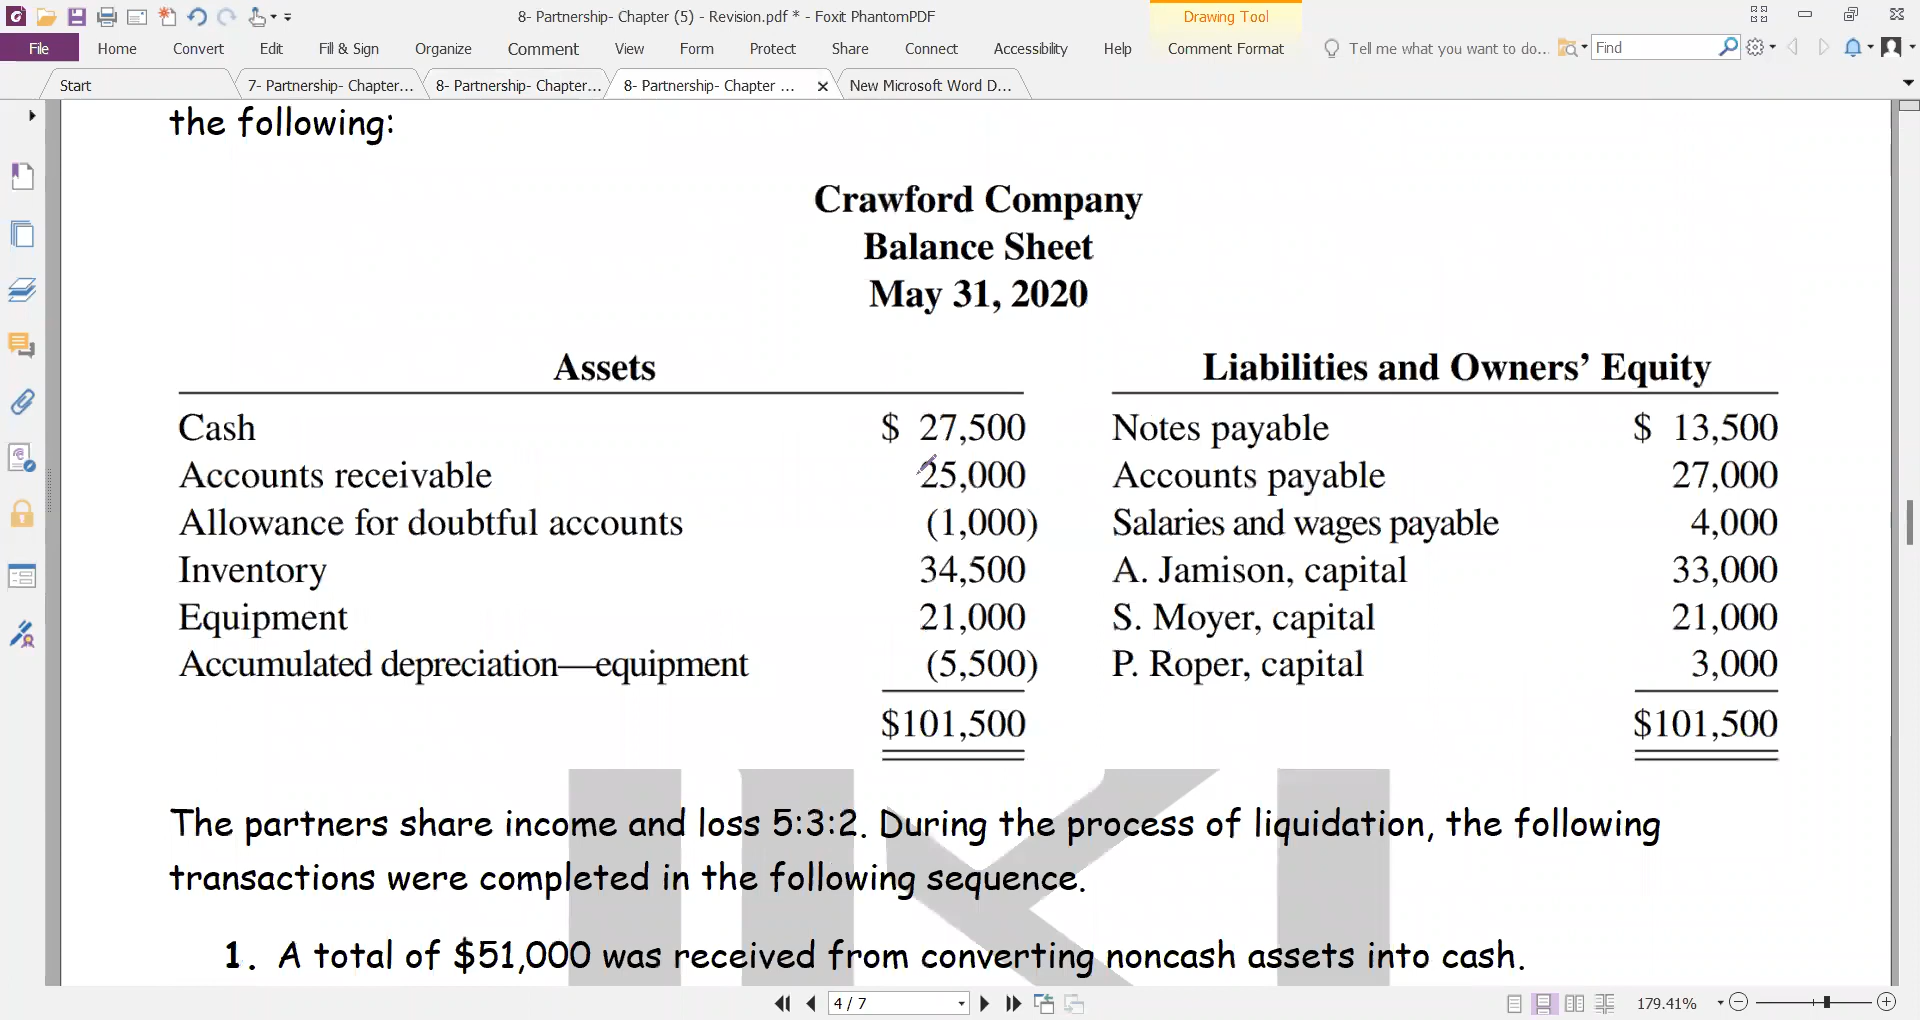 8- Partnership- Chapter (5) - Revision.pdf * - Foxit PhantomPDF
Drawing Tool
File Home Convert Edit Fill & Sign Organize Comment View Form Protect Share Connect Accessibility Help Comment Format Tell me what you want to do... Find
Start 7- Partnership- Chapter... 8- Partnership- Chapter... 8- Partnership- Chapter ... New Microsoft Word D...
the following:
Crawford Company
Balance Sheet
May 31, 2020
Assets Liabilities and Owners' Equity
Cash $ 27,500 Notes payable $ 13,500
Accounts receivable 25,000 Accounts payable 27,000
Allowance for doubtful accounts (1,000) Salaries and wages payable 4,000
Inventory 34,500 A. Jamison, capital 33,000
Equipment 21,000 S. Moyer, capital 21,000
Accumulated depreciation—equipment (5,500) P. Roper, capital 3,000
$101,500 $101,500
The partners share income and loss 5:3:2. During the process of liquidation, the following
transactions were completed in the following sequence.
1. A total of $51,000 was received from converting noncash assets into cash.
4 / 7 179.41%